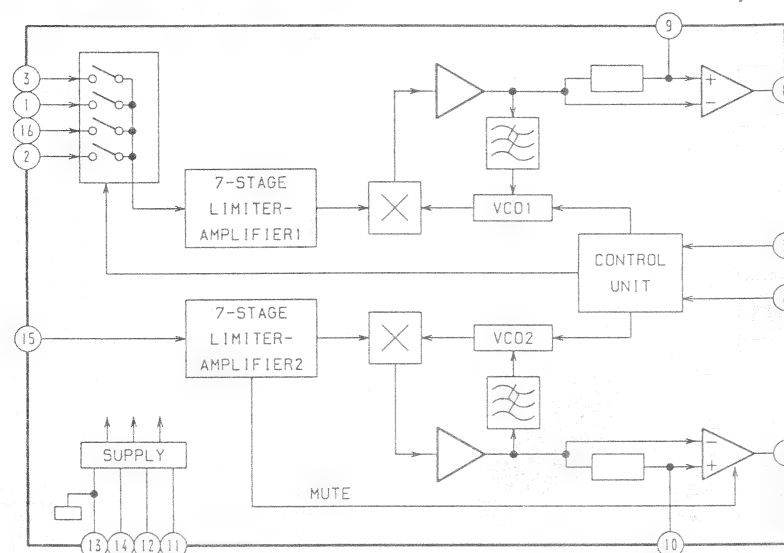 9
3
1
16
2
+
−
7-STAGE
LIMITER-
AMPLIFIER1
VCO1
CONTROL
UNIT
7-STAGE
LIMITER-
AMPLIFIER2
15
VCO2
SUPPLY
−
+
MUTE
13 14 12 11
10